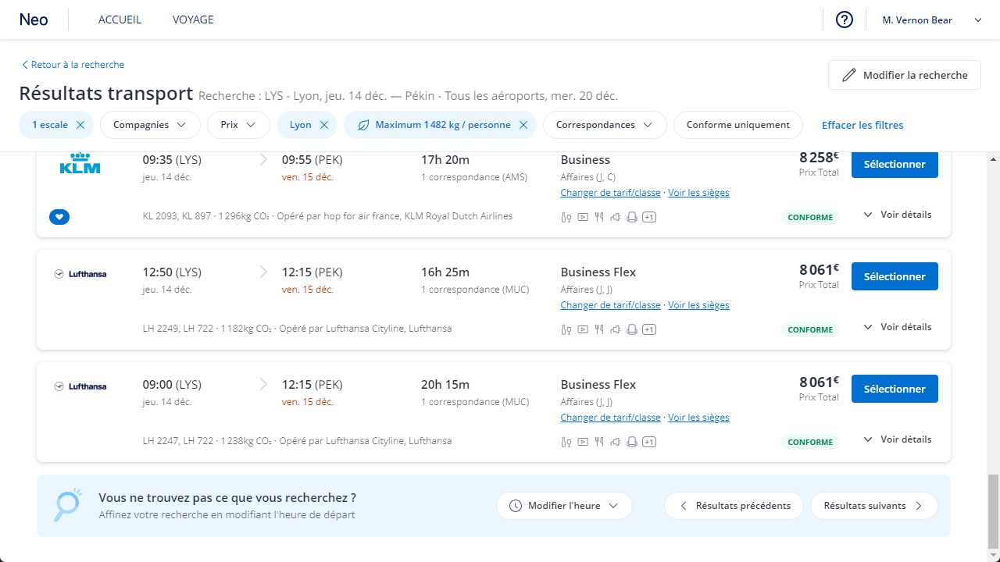 Neo
ACCUEIL
VOYAGE
M. Vernon Bear
Retour à la recherche
Modifier la recherche
Résultats transport Recherche : LYS - Lyon, jeu. 14 déc. — Pékin - Tous les aéroports, mer. 20 déc.
1 escale
Compagnies
Prix
Lyon
Maximum 1 482 kg / personne
Correspondances
Conforme uniquement
Effacer les filtres
KLM
09:35 (LYS)
09:55 (PEK)
17h 20m
Business
8 258€
Sélectionner
jeu. 14 déc.
ven. 15 déc.
1 correspondance (AMS)
Affaires (J, C)
Prix Total
Changer de tarif/classe · Voir les sièges
KL 2093, KL 897 · 1 296kg CO₂ · Opéré par hop for air france, KLM Royal Dutch Airlines
+1
CONFORME
Voir détails
Lufthansa
12:50 (LYS)
12:15 (PEK)
16h 25m
Business Flex
8 061€
Sélectionner
jeu. 14 déc.
ven. 15 déc.
1 correspondance (MUC)
Affaires (J, J)
Prix Total
Changer de tarif/classe · Voir les sièges
LH 2249, LH 722 · 1 182kg CO₂ · Opéré par Lufthansa Cityline, Lufthansa
+1
CONFORME
Voir détails
Lufthansa
09:00 (LYS)
12:15 (PEK)
20h 15m
Business Flex
8 061€
Sélectionner
jeu. 14 déc.
ven. 15 déc.
1 correspondance (MUC)
Affaires (J, J)
Prix Total
Changer de tarif/classe · Voir les sièges
LH 2247, LH 722 · 1 238kg CO₂ · Opéré par Lufthansa Cityline, Lufthansa
+1
CONFORME
Voir détails
Vous ne trouvez pas ce que vous recherchez ?
Affinez votre recherche en modifiant l'heure de départ
Modifier l'heure
Résultats précédents
Résultats suivants